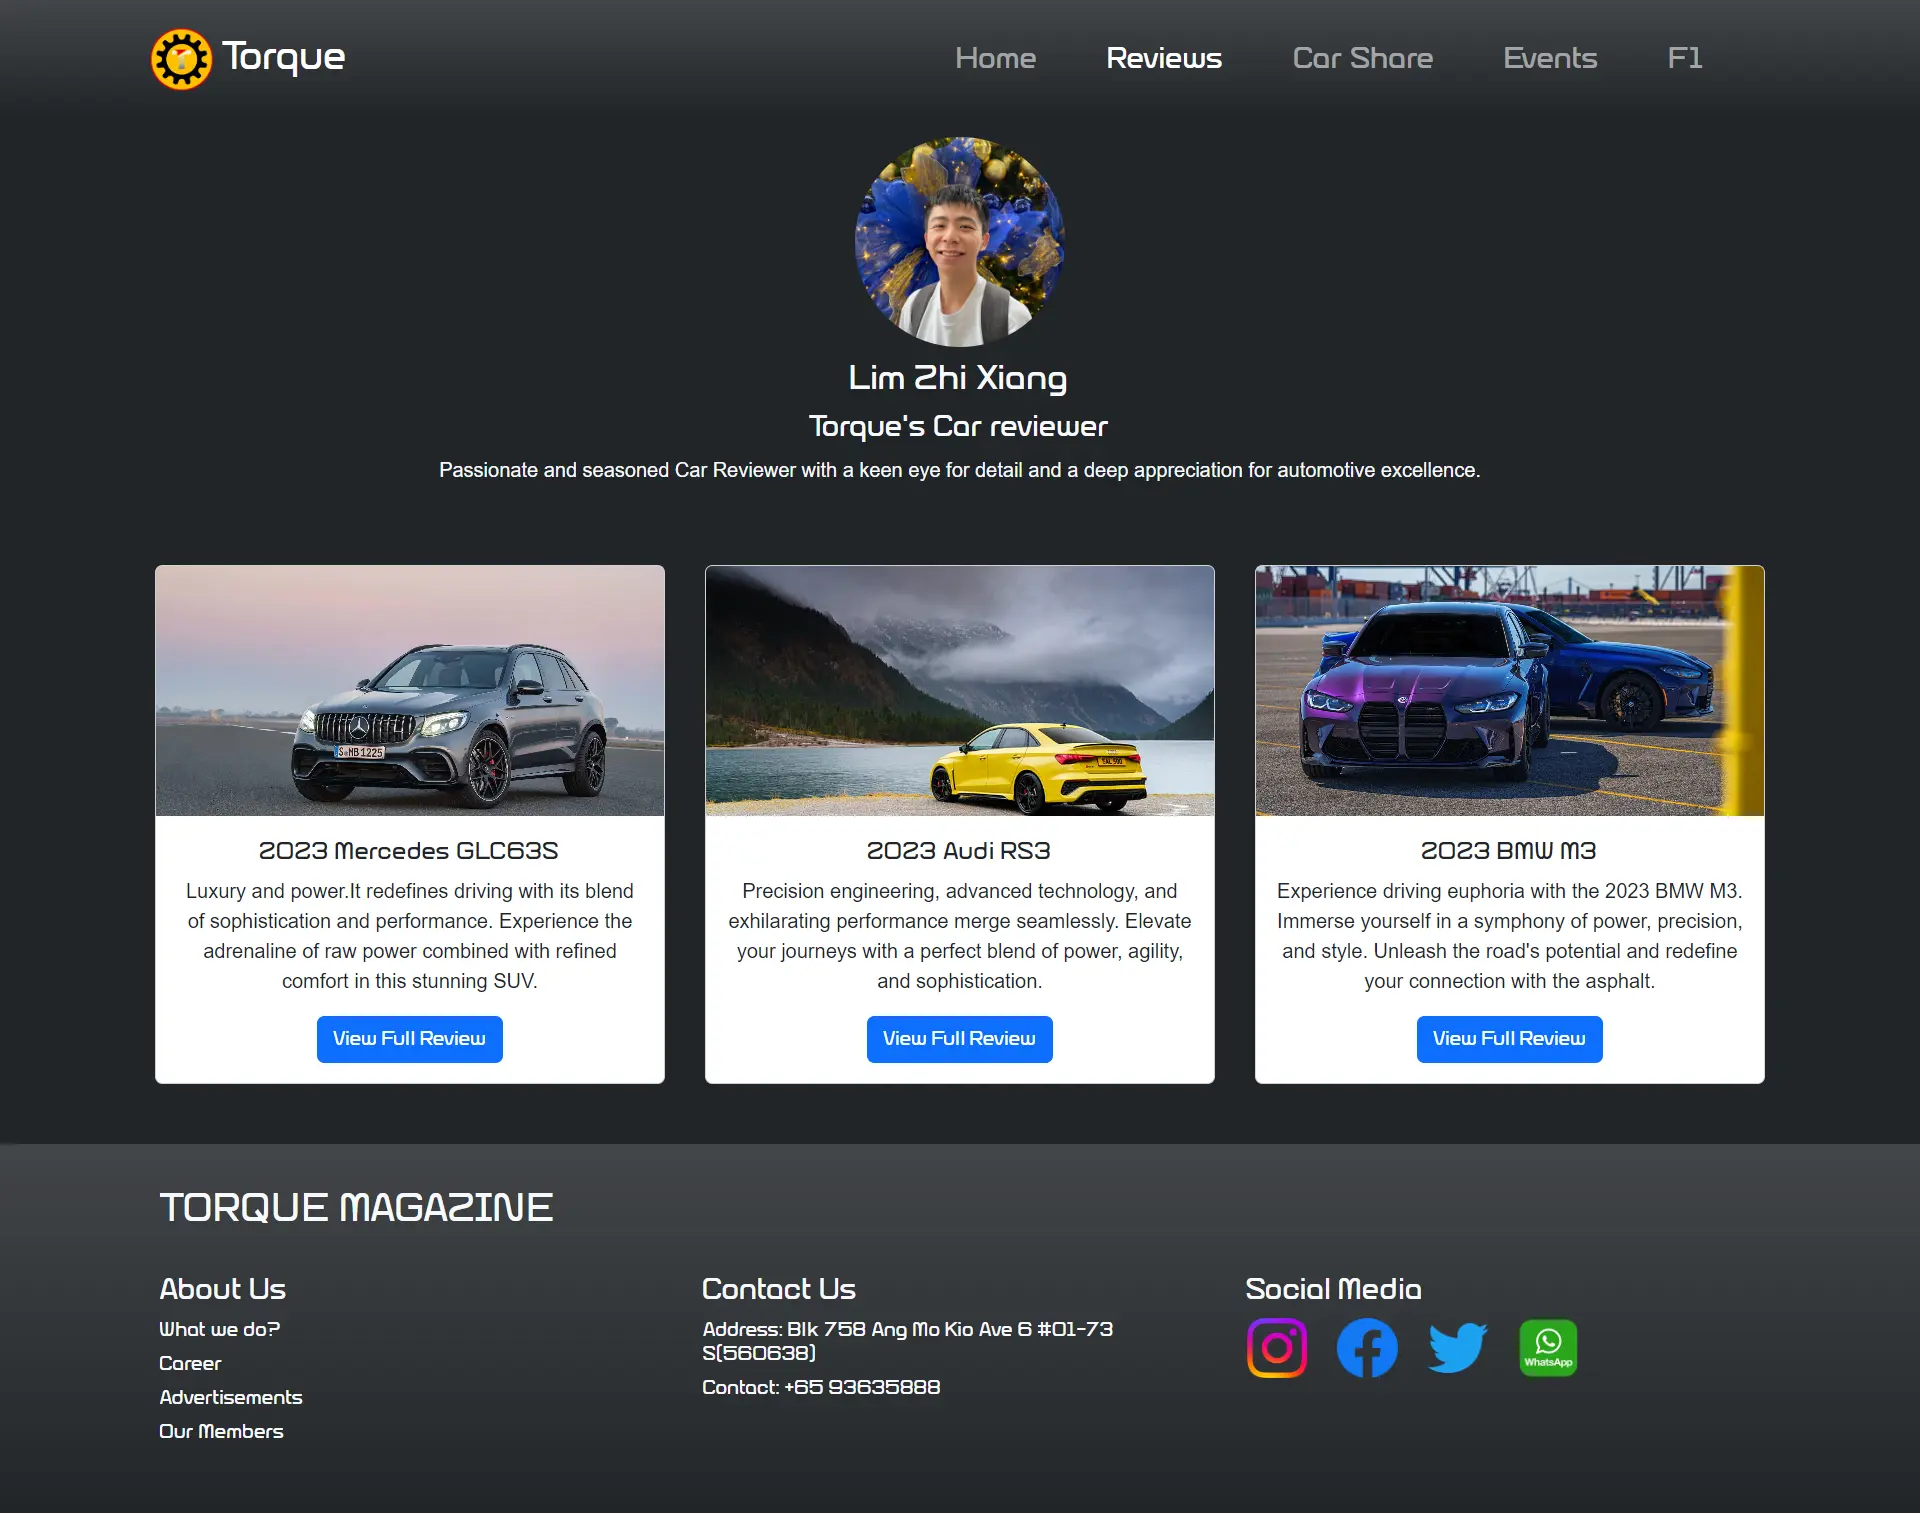 Torque
Home
Reviews
Car Share
Events
F1
Lim Zhi Xiang
Torque's Car reviewer
Passionate and seasoned Car Reviewer with a keen eye for detail and a deep appreciation for automotive excellence.
S MB 1225
2023 Mercedes GLC63S
Luxury and power.It redefines driving with its blend
of sophistication and performance. Experience the
adrenaline of raw power combined with refined
comfort in this stunning SUV.
View Full Review
2023 Audi RS3
Precision engineering, advanced technology, and
exhilarating performance merge seamlessly. Elevate
your journeys with a perfect blend of power, agility,
and sophistication.
View Full Review
2023 BMW M3
Experience driving euphoria with the 2023 BMW M3.
Immerse yourself in a symphony of power, precision,
and style. Unleash the road's potential and redefine
your connection with the asphalt.
View Full Review
TORQUE MAGAZINE
About Us
What we do?
Career
Advertisements
Our Members
Contact Us
Address: Blk 758 Ang Mo Kio Ave 6 #01-73
S(560638)
Contact: +65 93635888
Social Media
WhatsApp